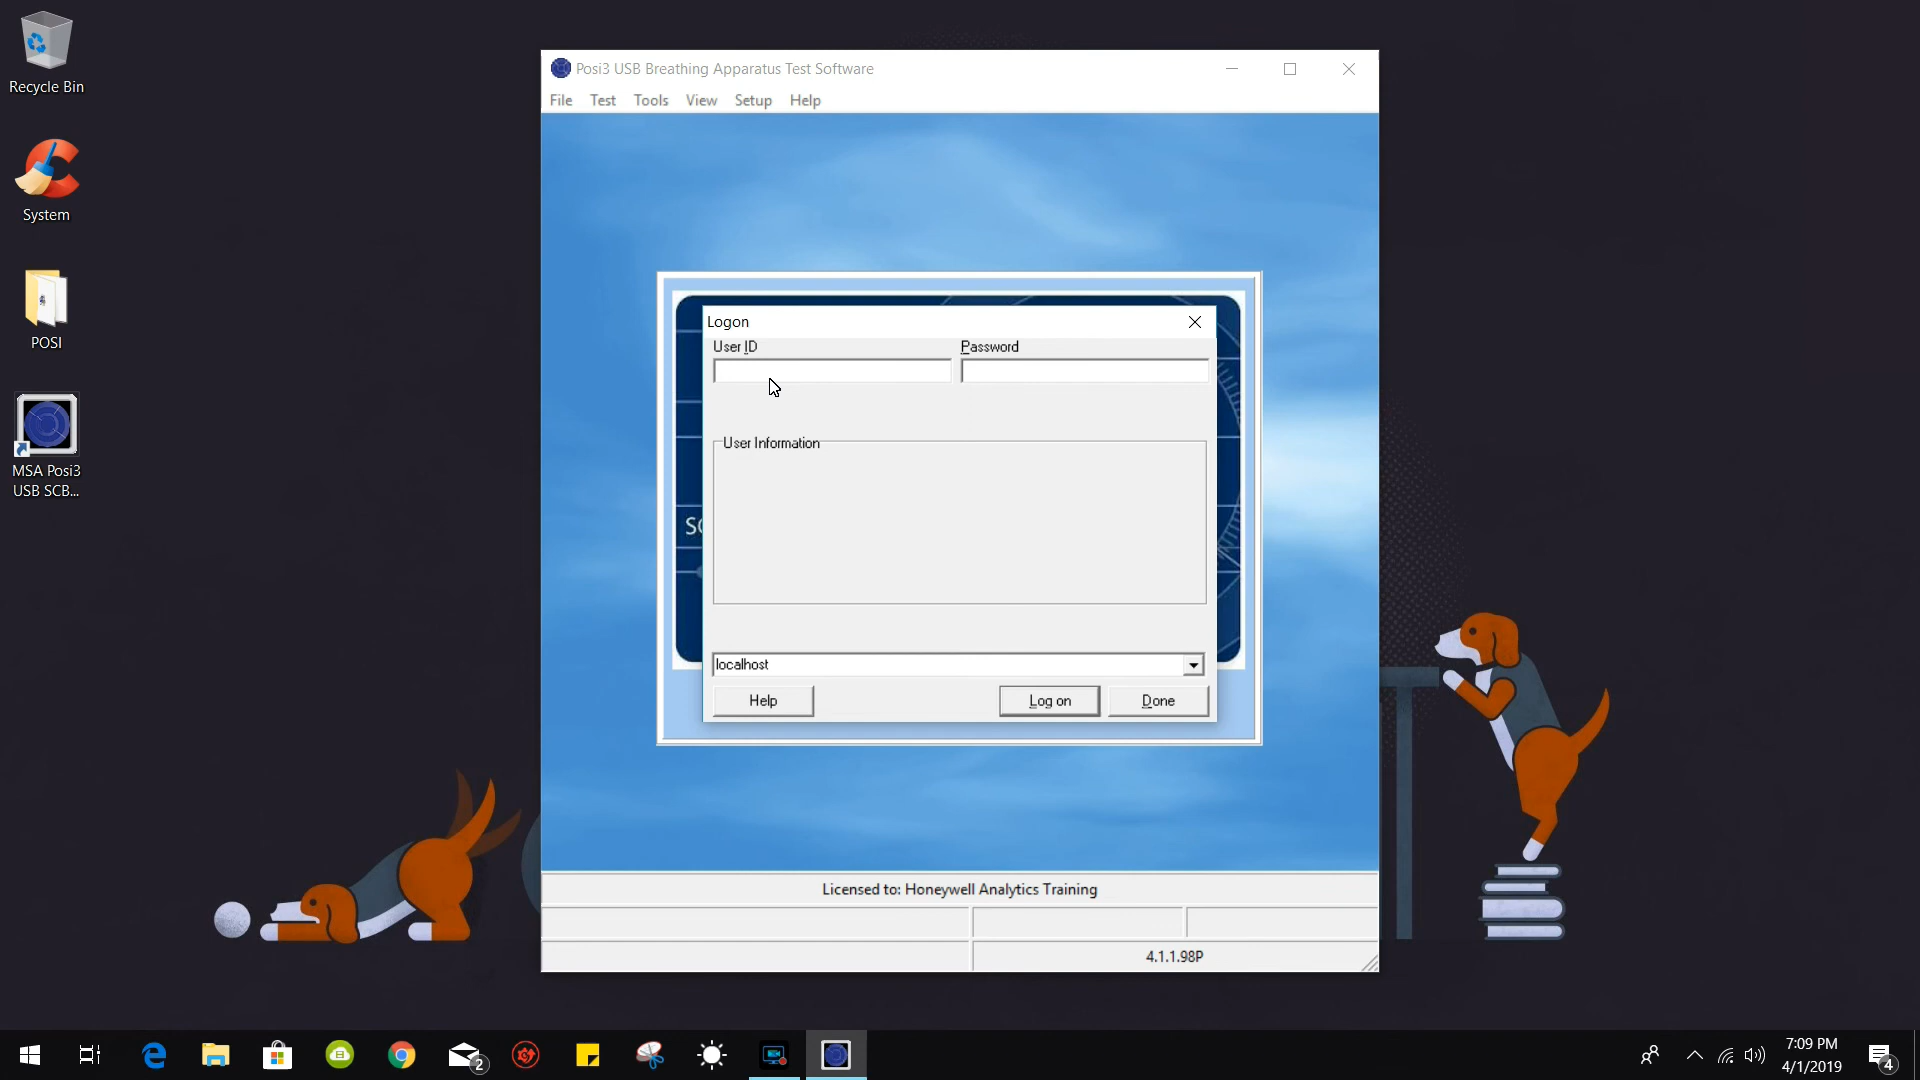 Recycle Bin
System
POSI
MSA Posi3
USB SCB...
Posi3 USB Breathing Apparatus Test Software
File Test Tools View Setup Help
Logon
User ID Password
User Information
localhost
Help Log on Done
Licensed to: Honeywell Analytics Training
4.1.1.98P
2
7:09 PM
4/1/2019
4